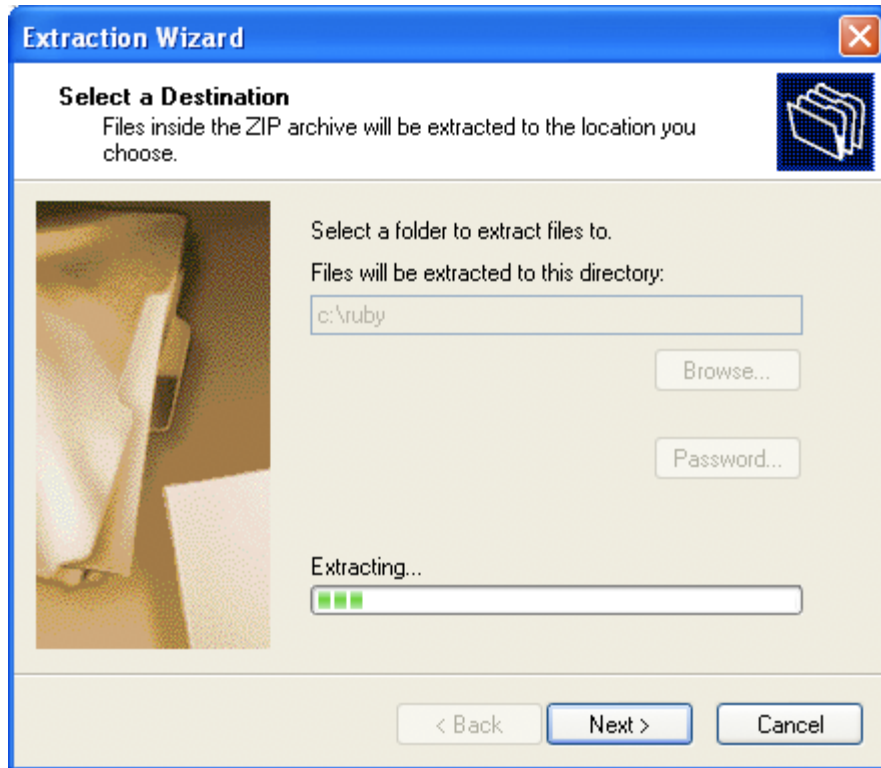 Extraction Wizard
Select a Destination
Files inside the ZIP archive will be extracted to the location you
choose.
Select a folder to extract files to.
Files will be extracted to this directory:
c:\ruby
Browse...
Password...
Extracting...
< Back Next > Cancel